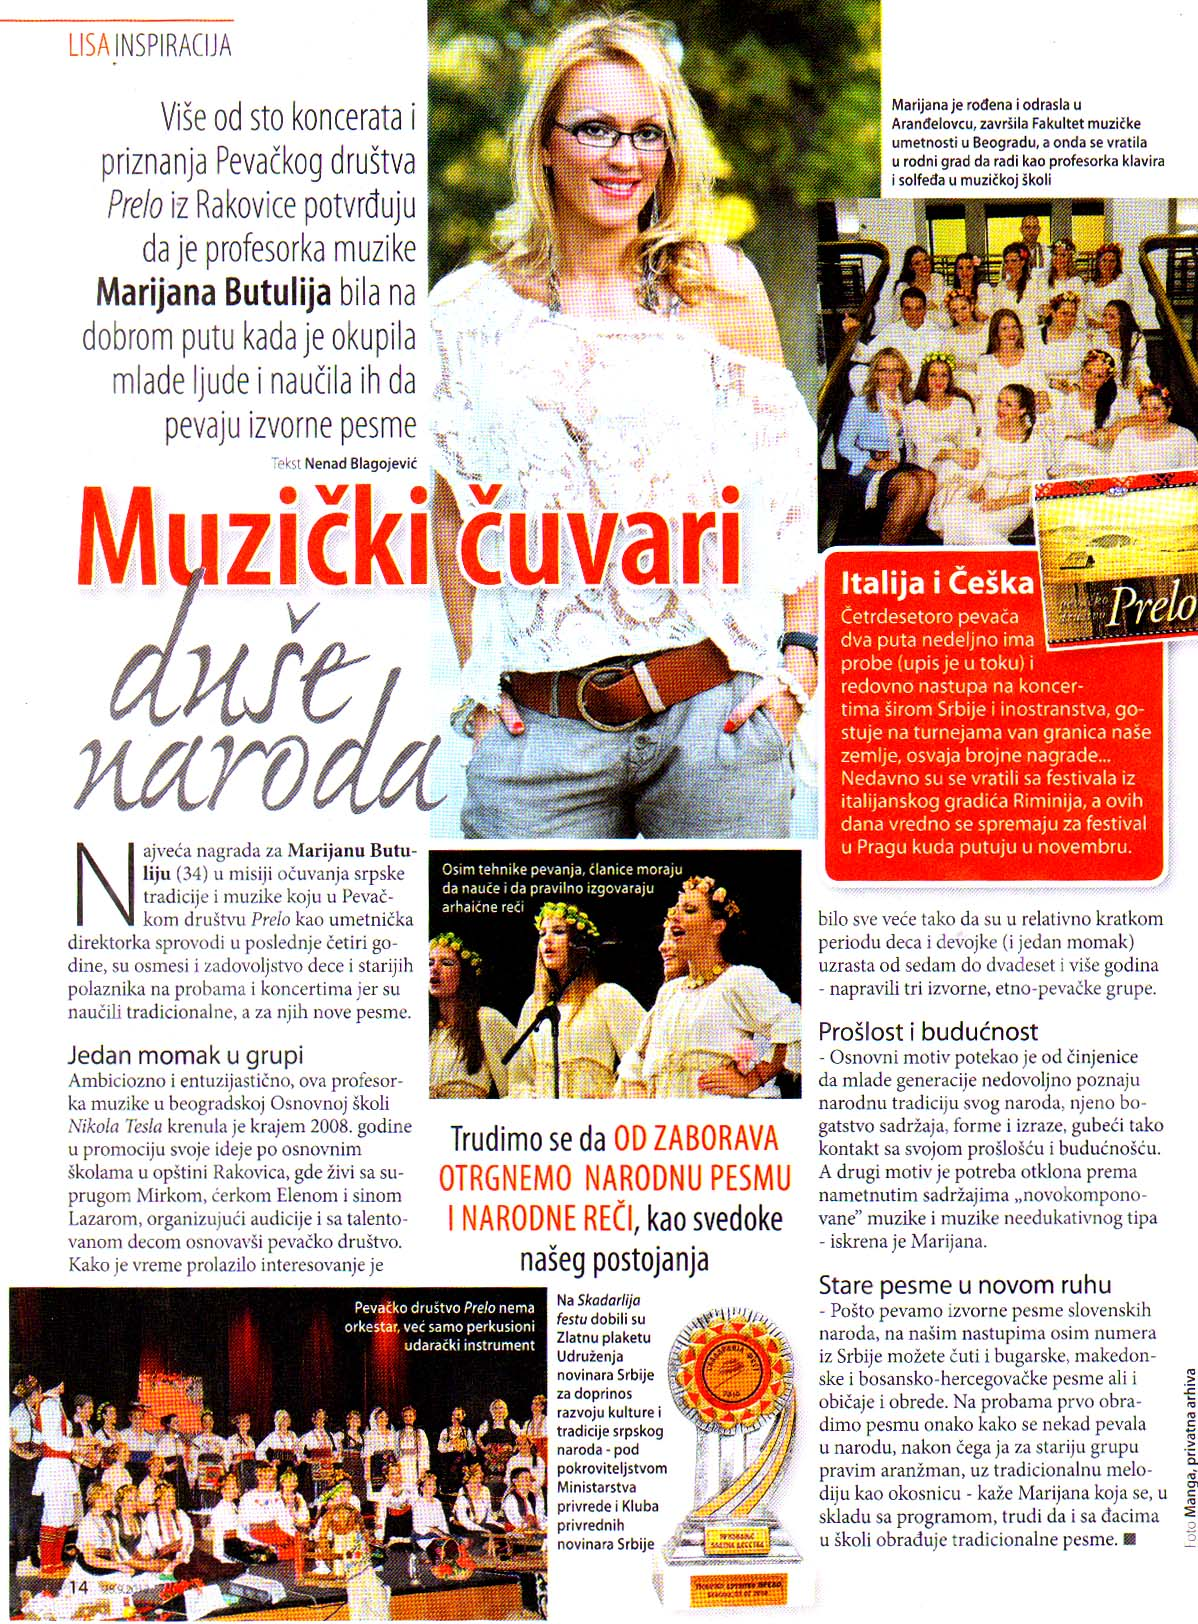 LISA INSPIRACIJA
Više od sto koncerata i
priznanja Pevačkog društva
Prelo iz Rakovice potvrđuju
da je profesorka muzike
Marijana Butulija bila na
dobrom putu kada je okupila
mlade ljude i naučila ih da
pevaju izvorne pesme
Tekst Nenad Blagojević
Muzički čuvari
duše
naroda
Marijana je rođena i odrasla u
Aranđelovcu, završila Fakultet muzičke
umetnosti u Beogradu, a onda se vratila
u rodni grad da radi kao profesorka klavira
i solfeđa u muzičkoj školi
Prelo
Italija i Češka
Četrdesetoro pevača
dva puta nedeljno ima
probe (upis je u toku) i
redovno nastupa na koncer-
tima širom Srbije i inostranstva, go-
stuje na turnejama van granica naše
zemlje, osvaja brojne nagrade...
Nedavno su se vratili sa festivala iz
italijanskog gradića Riminija, a ovih
dana vredno se spremaju za festival
u Pragu kuda putuju u novembru.
Najveća nagrada za Marijanu Butu-
liju (34) u misiji očuvanja srpske
tradicije i muzike koju u Pevač-
kom društvu Prelo kao umetnička
direktorka sprovodi u poslednje četiri go-
dine, su osmesi i zadovoljstvo dece i starijih
polaznika na probama i koncertima jer su
naučili tradicionalne, a za njih nove pesme.
Jedan momak u grupi
Ambiciozno i entuzijastično, ova profesor-
ka muzike u beogradskoj Osnovnoj školi
Nikola Tesla krenula je krajem 2008. godine
u promociju svoje ideje po osnovnim
školama u opštini Rakovica, gde živi sa su-
prugom Mirkom, ćerkom Elenom i sinom
Lazarom, organizujući audicije i sa talento-
vanom decom osnovavši pevačko društvo.
Kako je vreme prolazilo interesovanje je
Osim tehnike pevanja, članice moraju
da nauče i da pravilno izgovaraju
arhaične reči
Trudimo se da OD ZABORAVA
OTRGNEMO NARODNU PESMU
I NARODNE REČI, kao svedoke
našeg postojanja
Pevačko društvo Prelo nema
orkestar, već samo perkusioni
udarački instrument
Na Skadarlija
festu dobili su
Zlatnu plaketu
Udruženja
novinara Srbije
za doprinos
razvoju kulture i
tradicije srpskog
naroda - pod
pokroviteljstvom
Ministarstva
privrede i Kluba
privrednih
novinara Srbije
bilo sve veće tako da su u relativno kratkom
periodu deca i devojke (i jedan momak)
uzrasta od sedam do dvadeset i više godina
- napravili tri izvorne, etno-pevačke grupe.
Prošlost i budućnost
- Osnovni motiv potekao je od činjenice
da mlade generacije nedovoljno poznaju
narodnu tradiciju svog naroda, njeno bo-
gatstvo sadržaja, forme i izraze, gubeći tako
kontakt sa svojom prošlošću i budućnošću.
A drugi motiv je potreba otklona prema
nametnutim sadržajima „novokompono-
vane” muzike i muzike needukativnog tipa
- iskrena je Marijana.
Stare pesme u novom ruhu
- Pošto pevamo izvorne pesme slovenskih
naroda, na našim nastupima osim numera
iz Srbije možete čuti i bugarske, makedon-
ske i bosansko-hercegovačke pesme ali i
običaje i obrede. Na probama prvo obra-
dimo pesmu onako kako se nekad pevala
u narodu, nakon čega ja za stariju grupu
pravim aranžman, uz tradicionalnu melo-
diju kao okosnicu - kaže Marijana koja se, u
skladu sa programom, trudi da i sa đacima
u školi obrađuje tradicionalne pesme.
Foto Manga, privatna arhiva
14